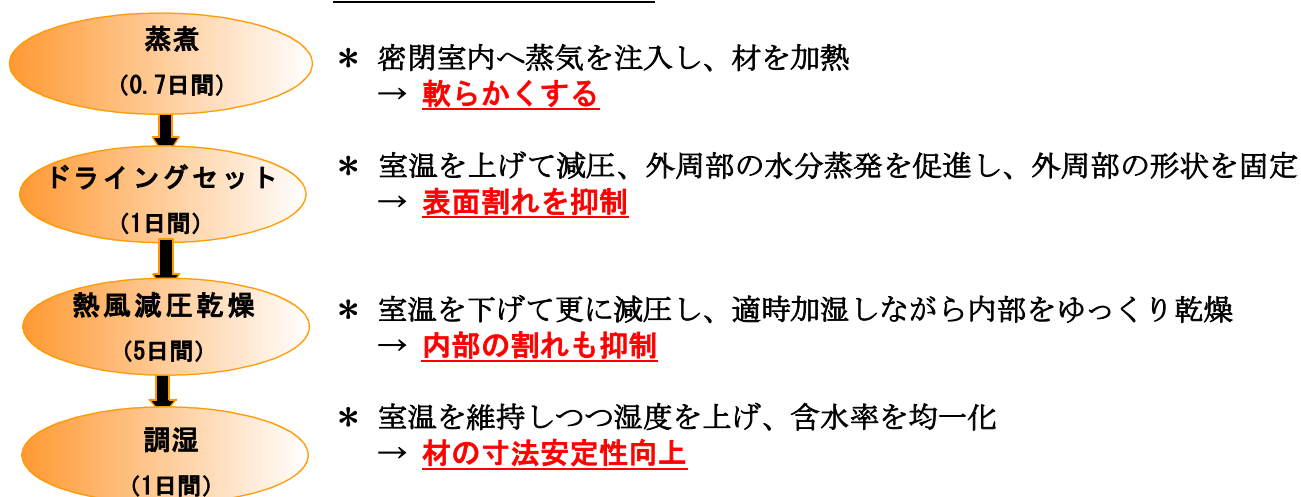 蒸煮
(0.7日間)
＊ 密閉室内へ蒸気を注入し、材を加熱
→ 軟らかくする
ドライングセット
(1日間)
＊ 室温を上げて減圧、外周部の水分蒸発を促進し、外周部の形状を固定
→ 表面割れを抑制
熱風減圧乾燥
(5日間)
＊ 室温を下げて更に減圧し、適時加湿しながら内部をゆっくり乾燥
→ 内部の割れも抑制
調湿
(1日間)
＊ 室温を維持しつつ湿度を上げ、含水率を均一化
→ 材の寸法安定性向上